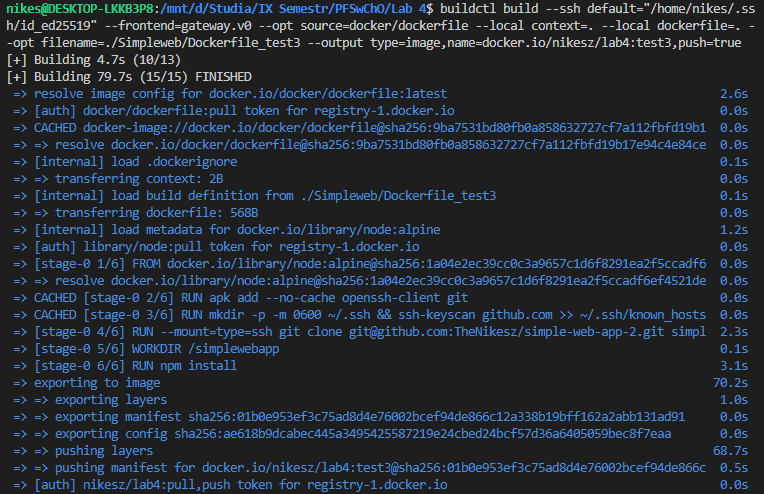 nikes@DESKTOP-LKKB3P8:/mnt/d/Studia/IX Semestr/PFSwChO/Lab 4$ buildctl build --ssh default="/home/nikes/.ss
h/id_ed25519" --frontend=gateway.v0 --opt source=docker/dockerfile --local context=. --local dockerfile=. -
-opt filename=./Simpleweb/Dockerfile_test3 --output type=image,name=docker.io/nikesz/lab4:test3,push=true
[+] Building 4.7s (10/13)
[+] Building 79.7s (15/15) FINISHED
=> resolve image config for docker.io/docker/dockerfile:latest 2.6s
=> [auth] docker/dockerfile:pull token for registry-1.docker.io 0.0s
=> CACHED docker-image://docker.io/docker/dockerfile@sha256:9ba7531bd80fb0a858632727cf7a112fbfd19b1 0.0s
=> => resolve docker.io/docker/dockerfile@sha256:9ba7531bd80fb0a858632727cf7a112fbfd19b17e94c4e84ce 0.0s
=> [internal] load .dockerignore 0.1s
=> => transferring context: 2B 0.0s
=> [internal] load build definition from ./Simpleweb/Dockerfile_test3 0.1s
=> => transferring dockerfile: 568B 0.0s
=> [internal] load metadata for docker.io/library/node:alpine 1.2s
=> [auth] library/node:pull token for registry-1.docker.io 0.0s
=> [stage-0 1/6] FROM docker.io/library/node:alpine@sha256:1a04e2ec39cc0c3a9657c1d6f8291ea2f5ccadf6 0.0s
=> => resolve docker.io/library/node:alpine@sha256:1a04e2ec39cc0c3a9657c1d6f8291ea2f5ccadf6ef4521de 0.0s
=> CACHED [stage-0 2/6] RUN apk add --no-cache openssh-client git 0.0s
=> CACHED [stage-0 3/6] RUN mkdir -p -m 0600 ~/.ssh && ssh-keyscan github.com >> ~/.ssh/known_hosts 0.0s
=> [stage-0 4/6] RUN --mount=type=ssh git clone git@github.com:TheNikesz/simple-web-app-2.git simpl 2.3s
=> [stage-0 5/6] WORKDIR /simplewebapp 0.1s
=> [stage-0 6/6] RUN npm install 3.1s
=> exporting to image 70.2s
=> => exporting layers 1.0s
=> => exporting manifest sha256:01b0e953ef3c75ad8d4e76002bcef94de866c12a338b19bff162a2abb131ad91 0.0s
=> => exporting config sha256:ae618b9dcabec445a3495425587219e24cbed24bcf57d36a6405059bec8f7eaa 0.0s
=> => pushing layers 68.7s
=> => pushing manifest for docker.io/nikesz/lab4:test3@sha256:01b0e953ef3c75ad8d4e76002bcef94de866c 0.5s
=> [auth] nikesz/lab4:pull,push token for registry-1.docker.io 0.0s